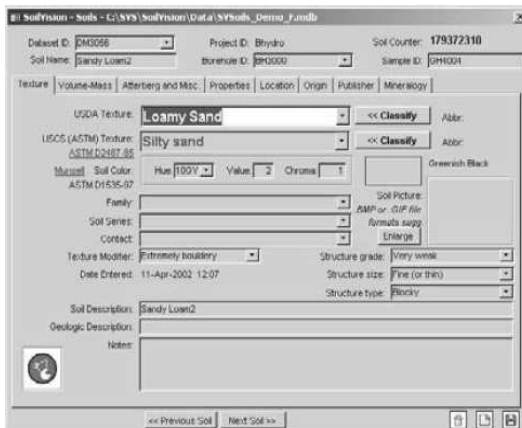 SoilVision - Soils - C:\SVS\SoilVision\Data\SVSoils_Demo_F.mdb
Dataset ID: DM3056 Project ID: Bhydro Soil Counter: 179372310
Soil Name: Sandy Loam2 Borehole ID: BH3000 Sample ID: GH4004
Texture Volume-Mass Atterberg and Misc. Properties Location Origin Publisher Mineralogy
USDA Texture: Loamy Sand << Classify Abbr:
USCS (ASTM) Texture: Silty sand << Classify Abbr:
ASTM D2487-85
Munsell Soil Color: Hue: 100Y Value: 2 Chroma: 1 Greenish Black
ASTM D1535-97
Family: Soil Picture:
Soil Series: BMP or .GIF file
formats supp
Contact: Enlarge
Texture Modifier: Extremely bouldery Structure grade: Very weak
Date Entered: 11-Apr-2002 12:07 Structure size: Fine (or thin)
Structure type: Blocky
Soil Description: Sandy Loam2
Geologic Description:
Notes:
<< Previous Soil Next Soil >>